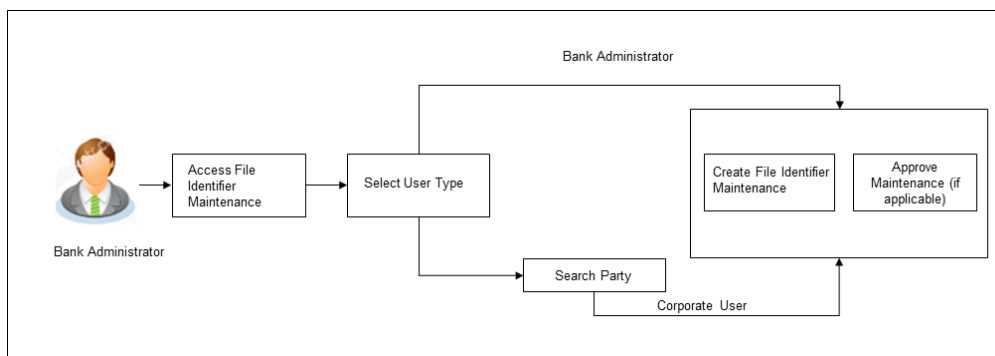 Bank Administrator
Access File
Identifier
Maintenance
Select User Type
Create File Identifier
Maintenance
Approve
Maintenance (if
applicable)
Bank Administrator
Search Party
Corporate User